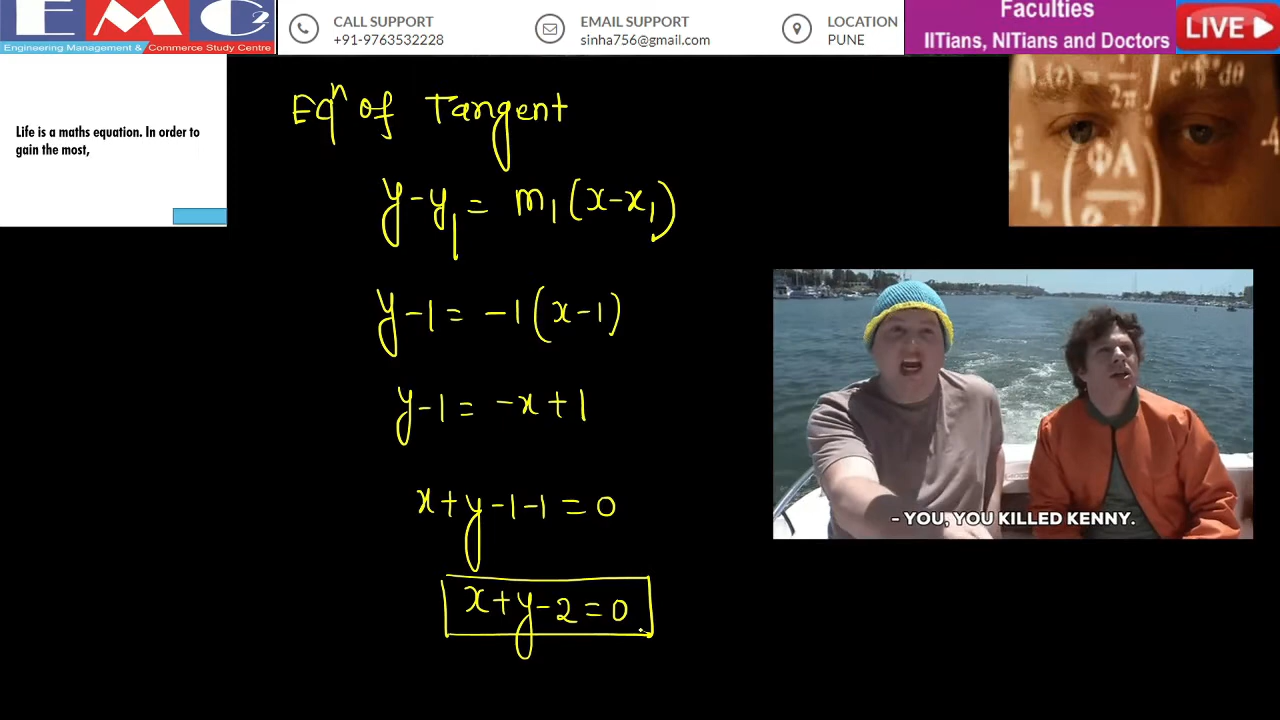 EMC2
Engineering Management & Commerce Study Centre
CALL SUPPORT
+91-9763532228
EMAIL SUPPORT
sinha756@gmail.com
LOCATION
PUNE
Faculties
IITians, NITians and Doctors
LIVE
Life is a maths equation. In order to
gain the most,
Eqⁿ of Tangent
y-y₁ = m₁(x-x₁)
y-1 = -1(x-1)
y-1 = -x+1
x+y-1-1=0
x+y-2=0
- YOU, YOU KILLED KENNY.